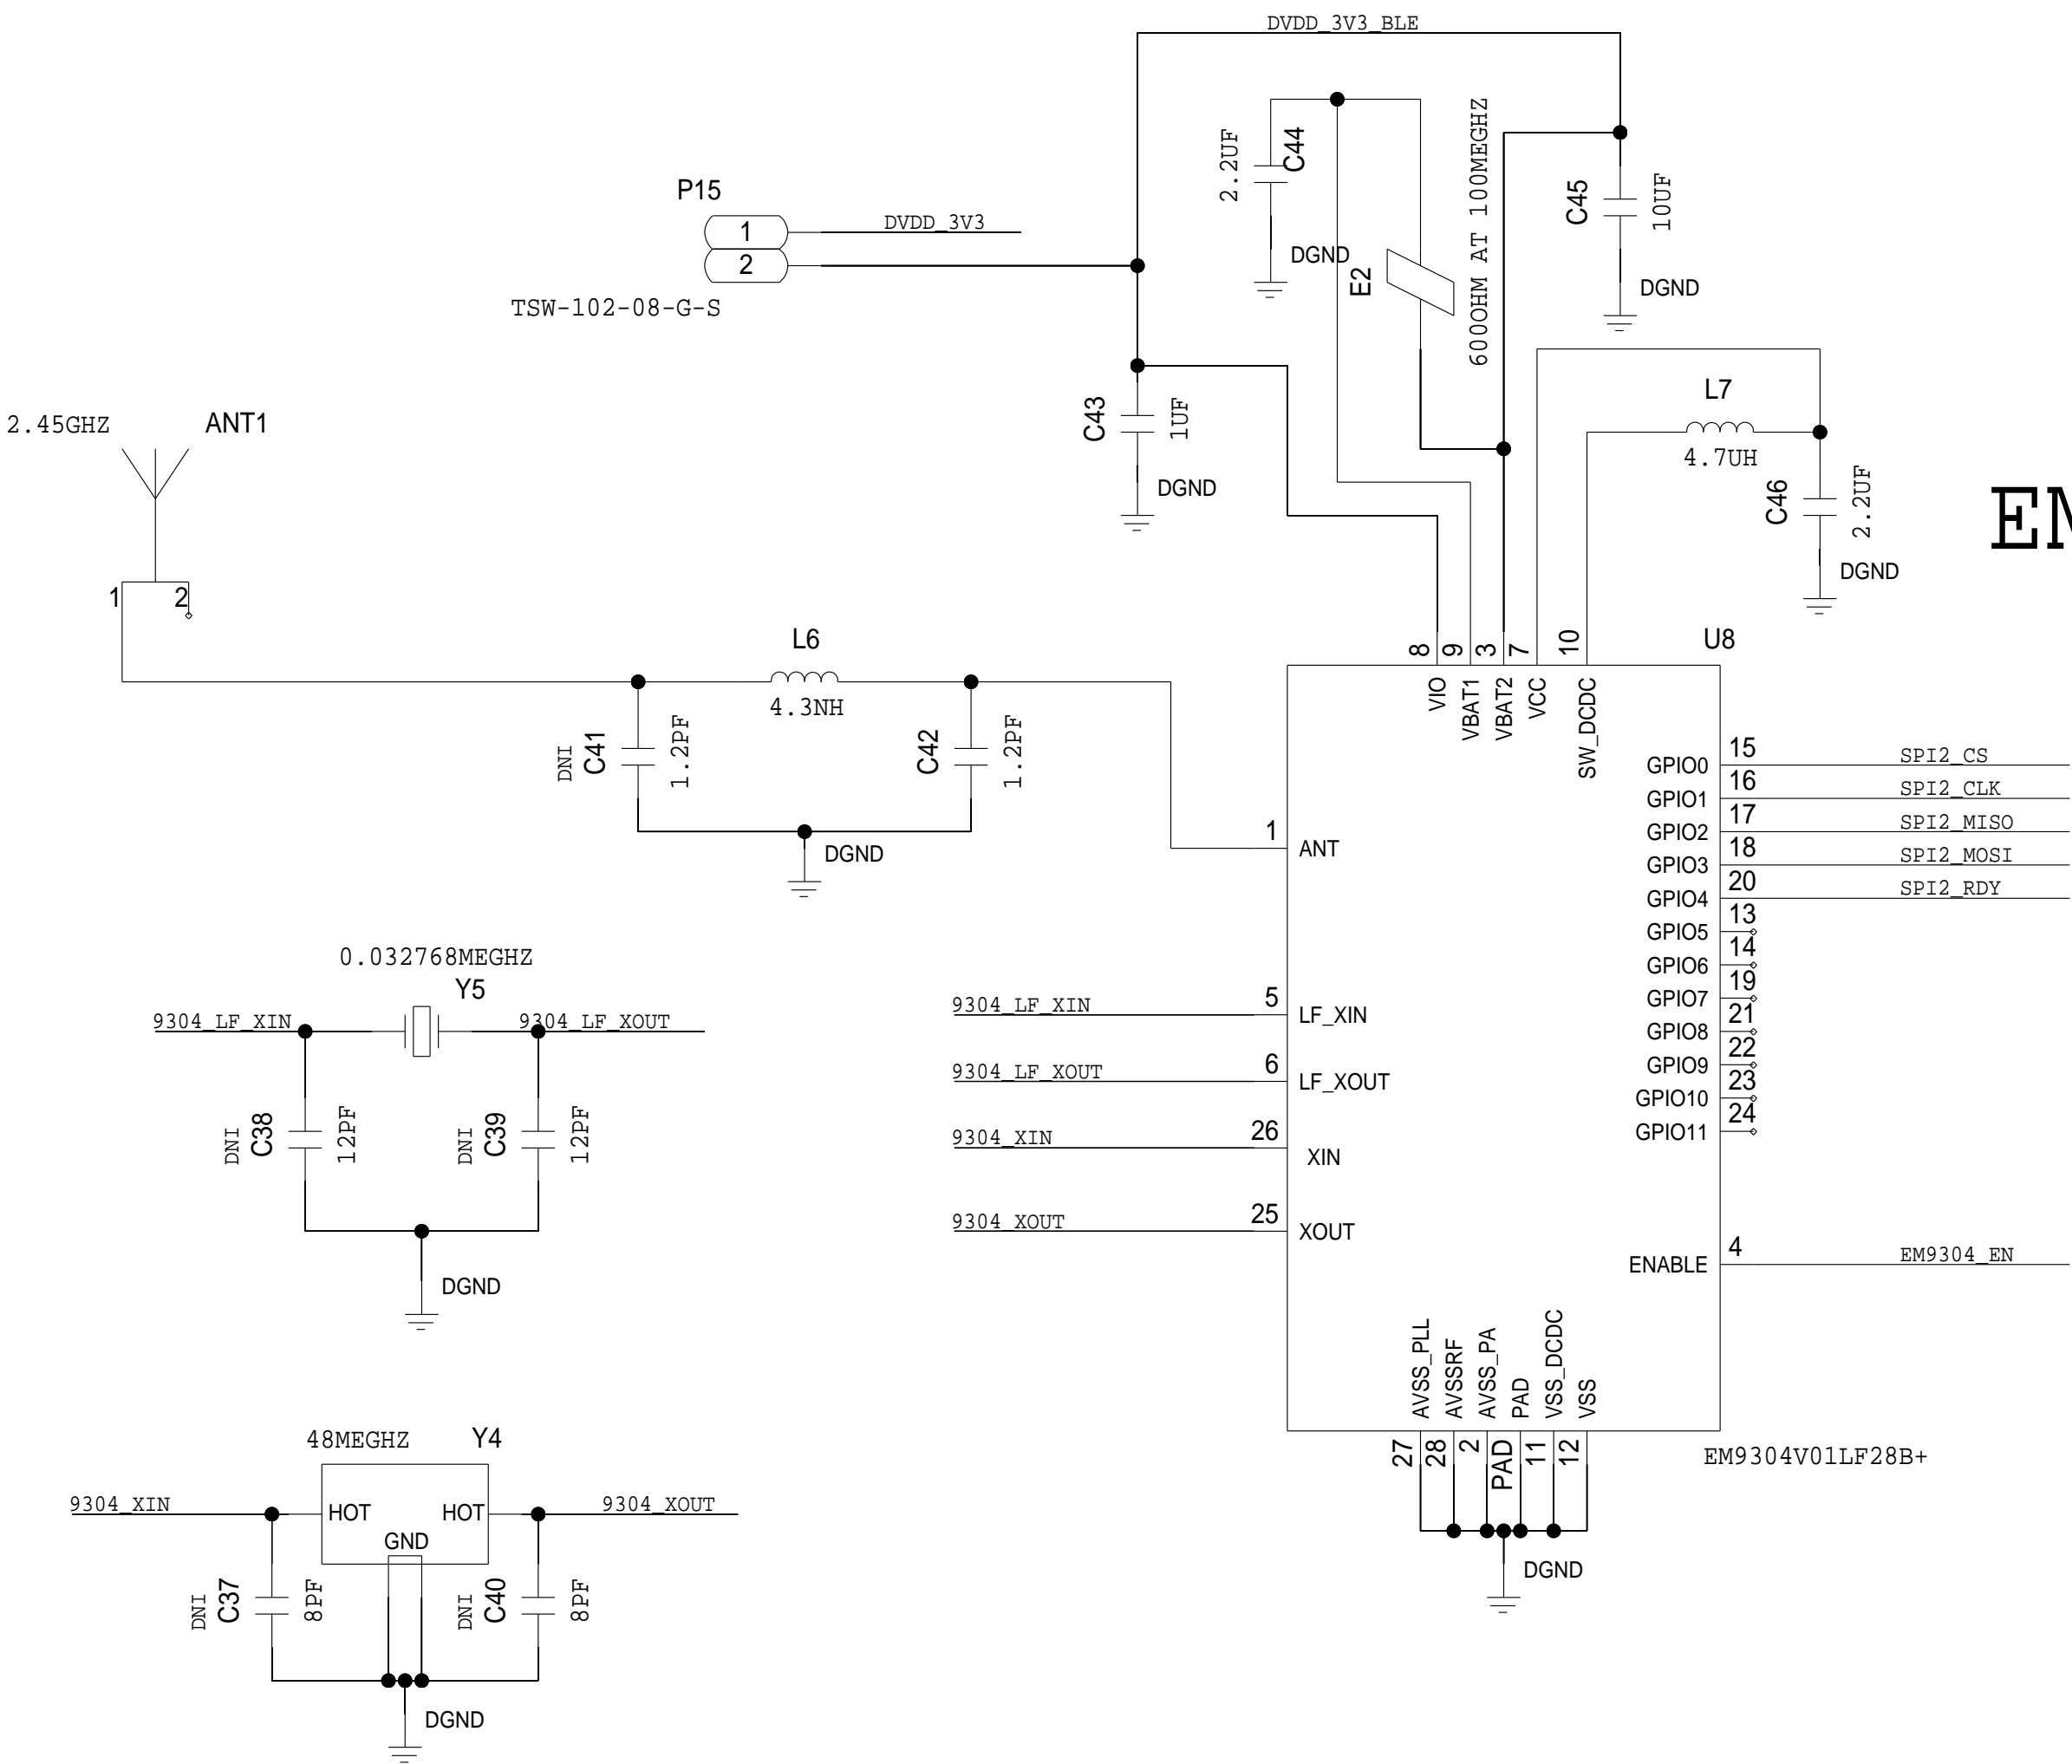 DVDD_3V3_BLE
P15
1
DVDD_3V3
2
TSW-102-08-G-S
2.2UF
C44
DGND
E2
600OHM AT 100MEGHZ
C45
10UF
DGND
C43
1UF
DGND
L7
4.7UH
C46
2.2UF
DGND
EM
2.45GHZ
ANT1
1
2
L6
4.3NH
DNI
C41
1.2PF
C42
1.2PF
DGND
U8
8
9
3
7
10
VIO
VBAT1
VBAT2
VCC
SW_DCDC
1
ANT
GPIO0
15
SPI2_CS
GPIO1
16
SPI2_CLK
GPIO2
17
SPI2_MISO
GPIO3
18
SPI2_MOSI
GPIO4
20
SPI2_RDY
GPIO5
13
GPIO6
14
GPIO7
19
GPIO8
21
GPIO9
22
GPIO10
23
GPIO11
24
9304_LF_XIN
5
LF_XIN
9304_LF_XOUT
6
LF_XOUT
9304_XIN
26
XIN
9304_XOUT
25
XOUT
ENABLE
4
EM9304_EN
AVSS_PLL
AVSSRF
AVSS_PA
PAD
VSS_DCDC
VSS
27
28
2
PAD
11
12
EM9304V01LF28B+
DGND
0.032768MEGHZ
Y5
9304_LF_XIN
9304_LF_XOUT
DNI
C38
12PF
DNI
C39
12PF
DGND
48MEGHZ
Y4
9304_XIN
HOT
HOT
9304_XOUT
GND
DNI
C37
8PF
DNI
C40
8PF
DGND